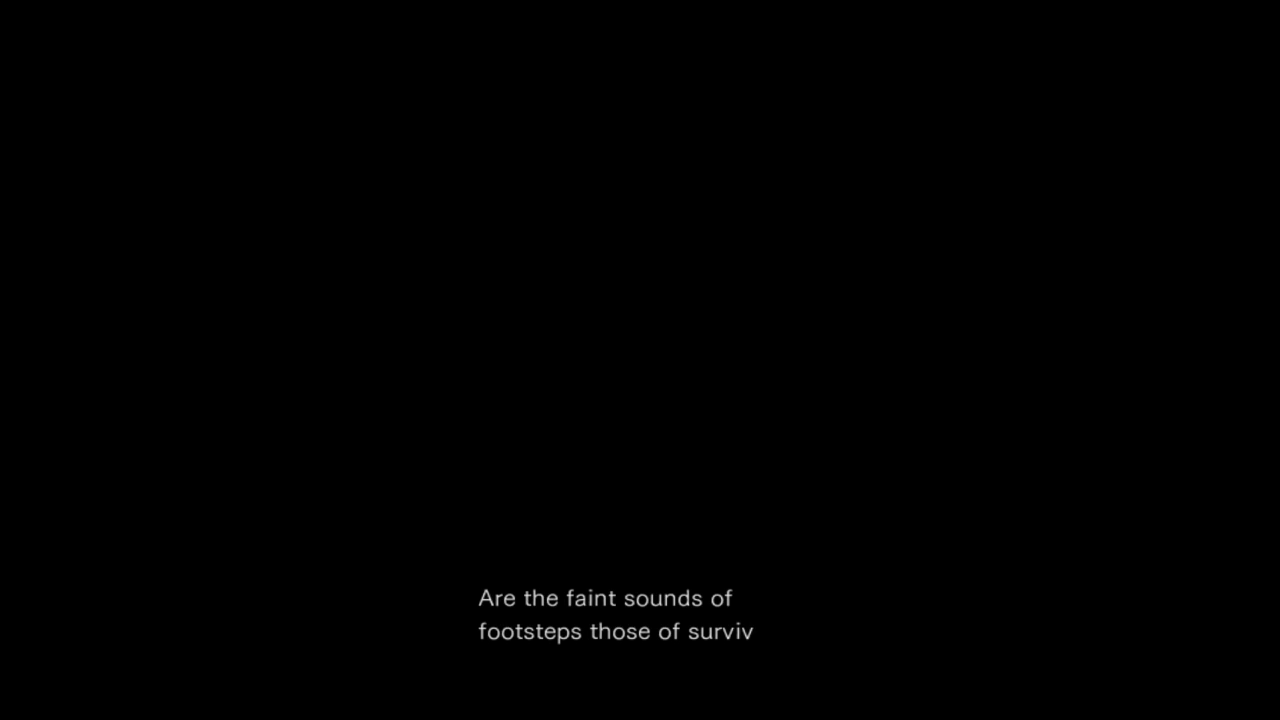 Are the faint sounds of
footsteps those of surviv